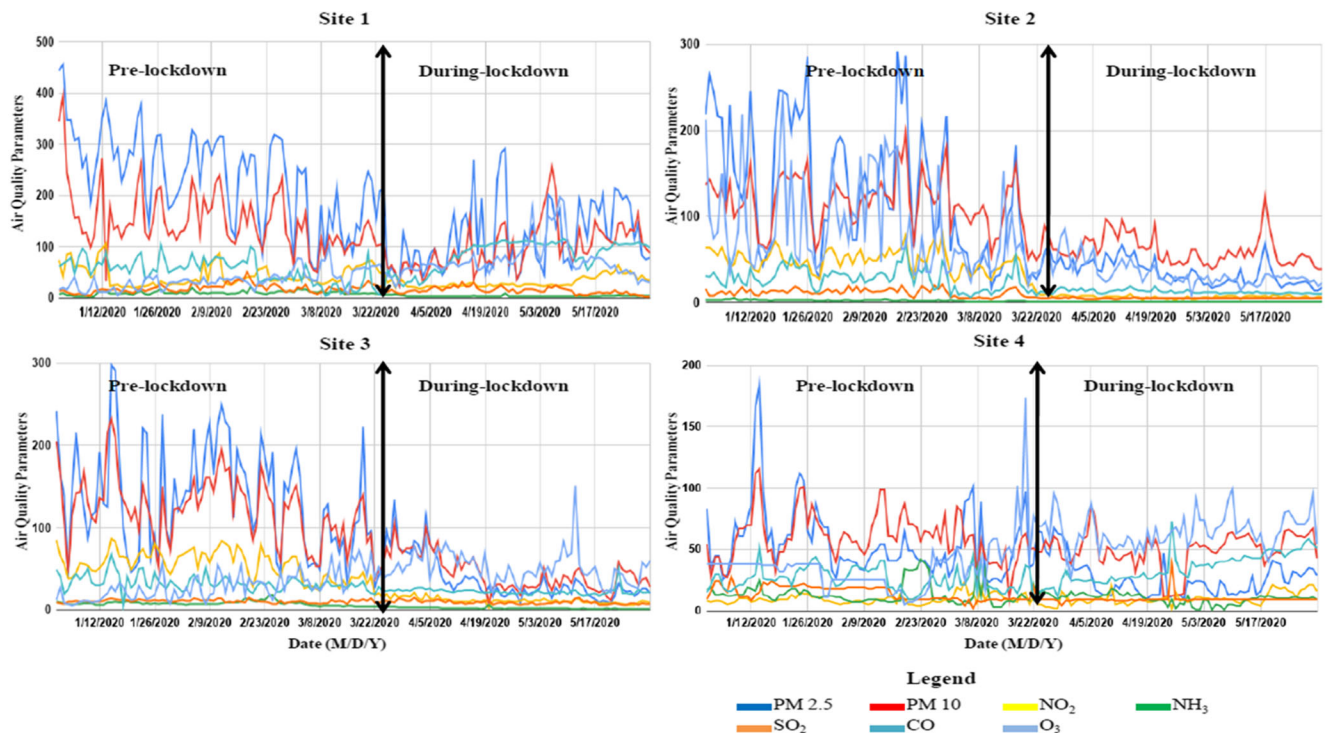 Site 1
500
400
300
200
100
0
Air Quality Parameters
Pre-lockdown
During-lockdown
1/12/2020 1/26/2020 2/9/2020 2/23/2020 3/8/2020 3/22/2020 4/5/2020 4/19/2020 5/3/2020 5/17/2020
Site 2
300
200
100
0
Air Quality Parameters
Pre-lockdown
During-lockdown
1/12/2020 1/26/2020 2/9/2020 2/23/2020 3/8/2020 3/22/2020 4/5/2020 4/19/2020 5/3/2020 5/17/2020
Site 3
300
200
100
0
Air Quality Parameters
Pre-lockdown
During-lockdown
1/12/2020 1/26/2020 2/9/2020 2/23/2020 3/8/2020 3/22/2020 4/5/2020 4/19/2020 5/3/2020 5/17/2020
Date (M/D/Y)
Site 4
200
150
100
50
0
Air Quality Parameters
Pre-lockdown
During-lockdown
1/12/2020 1/26/2020 2/9/2020 2/23/2020 3/8/2020 3/22/2020 4/5/2020 4/19/2020 5/3/2020 5/17/2020
Legend
PM 2.5 PM 10 NO₂ NH₃
SO₂ CO O₃